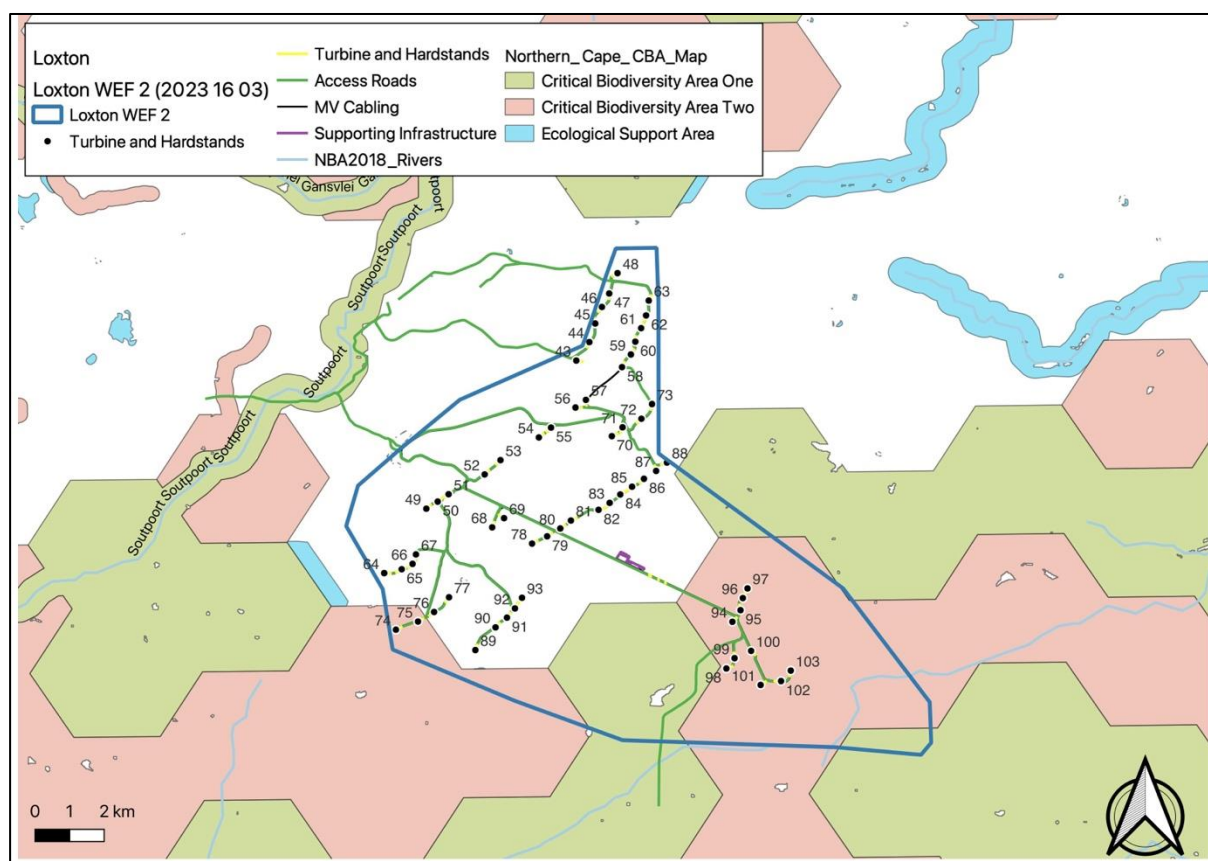 Loxton
Loxton WEF 2 (2023 16 03)
Loxton WEF 2
Turbine and Hardstands
Turbine and Hardstands
Access Roads
MV Cabling
Supporting Infrastructure
NBA2018_Rivers
Northern_Cape_CBA_Map
Critical Biodiversity Area One
Critical Biodiversity Area Two
Ecological Support Area
Gansvlei
Soutpoort
Soutpoort
Soutpoort
Soutpoort
Soutpoort
Soutpoort
48
46
47
63
45
61
62
44
43
59
60
58
57
56
73
72
71
70
54
55
53
52
88
87
51
85
86
49
50
83
84
69
81
82
68
80
78
79
67
66
64
65
77
93
97
96
76
92
75
94
95
74
90
91
100
89
99
103
98
101
102
0 1 2 km